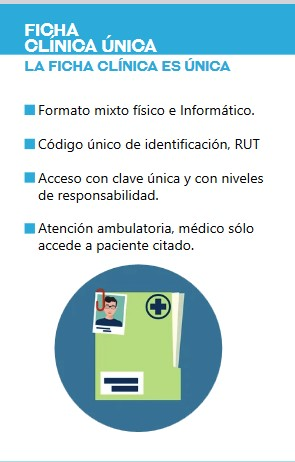 FICHA
CLÍNICA ÚNICA
LA FICHA CLÍNICA ES ÚNICA
Formato mixto físico e Informático.
Código único de identificación, RUT
Acceso con clave única y con niveles
de responsabilidad.
Atención ambulatoria, médico sólo
accede a paciente citado.